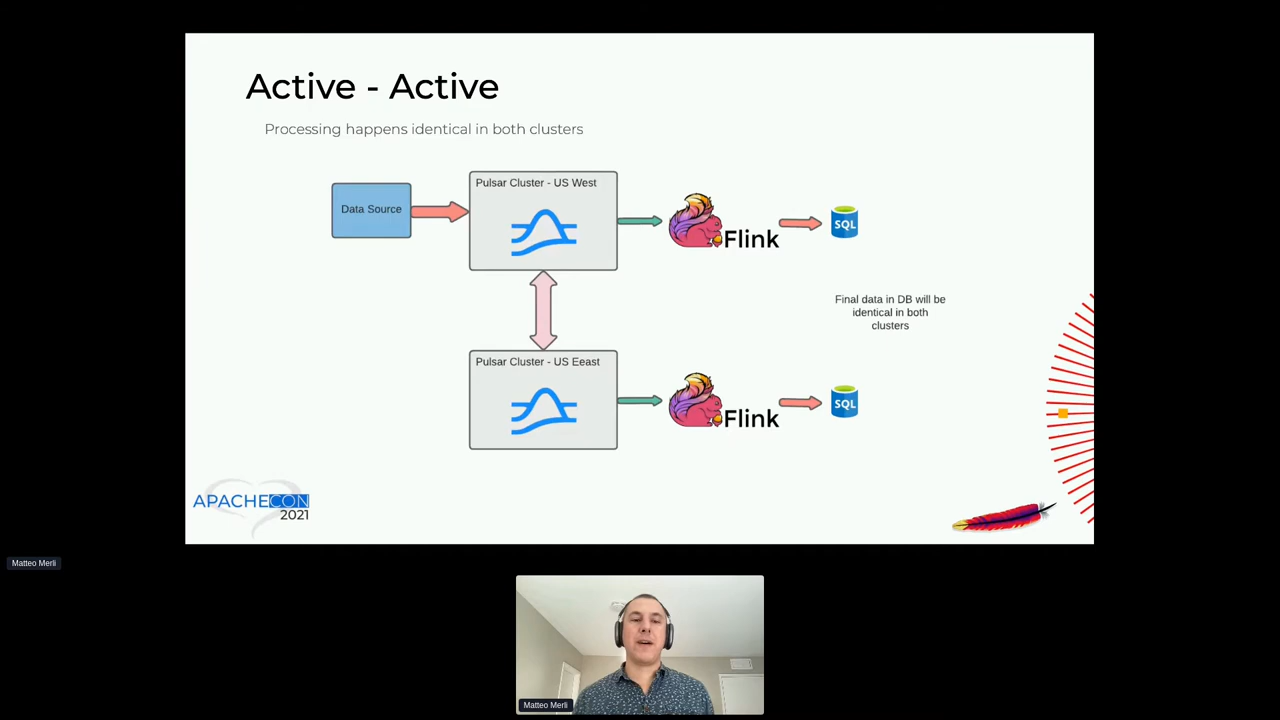 Active - Active
Processing happens identical in both clusters
Data Source
Pulsar Cluster - US West
Flink
SQL
Final data in DB will be
identical in both
clusters
Pulsar Cluster - US Eeast
Flink
SQL
APACHECON
2021
Matteo Merli
Matteo Merli